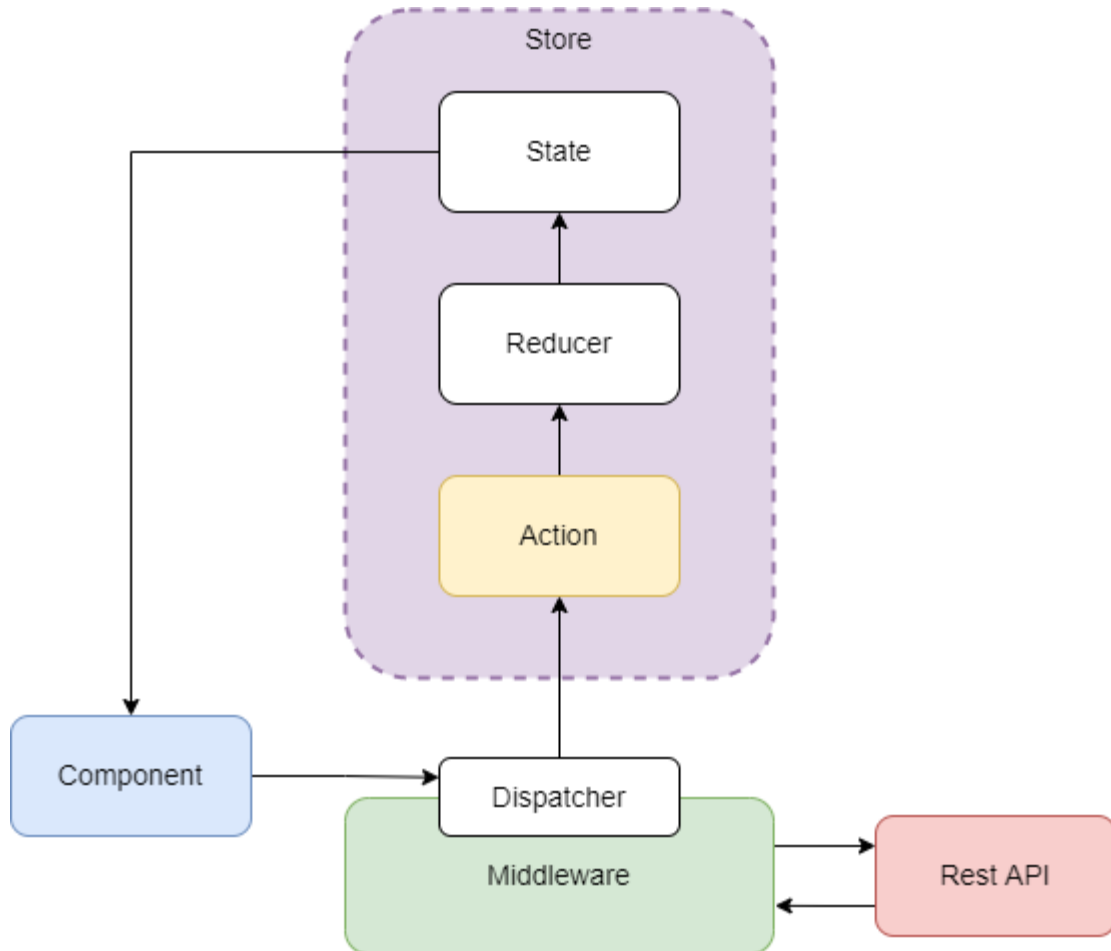 Store
State
Reducer
Action
Component
Dispatcher
Middleware
Rest API